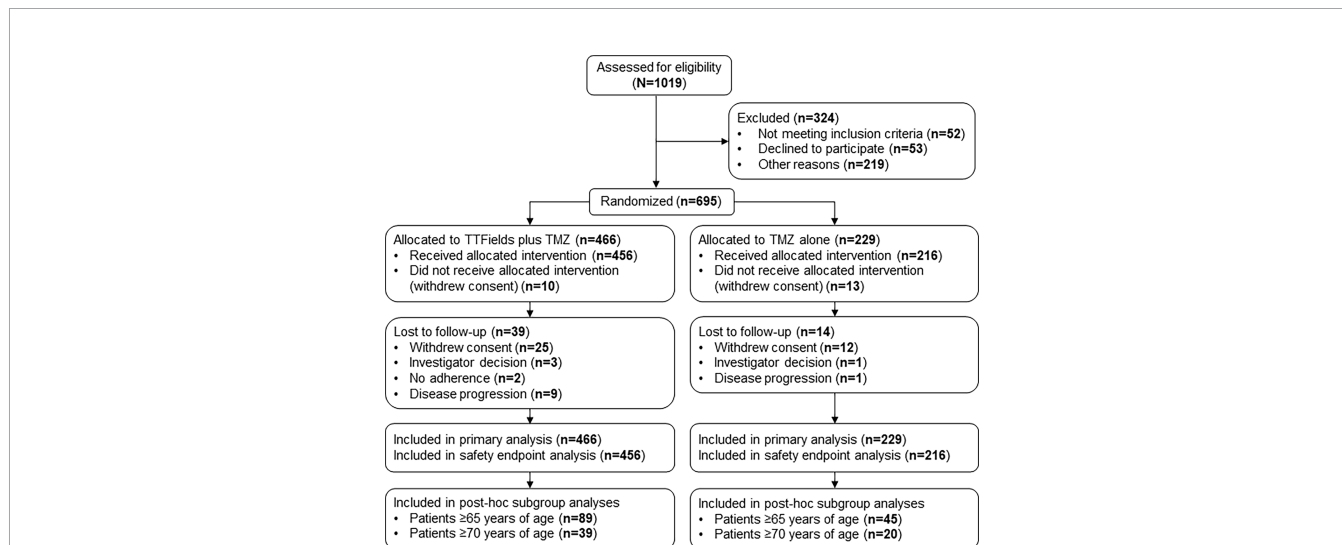 Assessed for eligibility
(N=1019)
Excluded (n=324)
• Not meeting inclusion criteria (n=52)
• Declined to participate (n=53)
• Other reasons (n=219)
Randomized (n=695)
Allocated to TTFields plus TMZ (n=466)
• Received allocated intervention (n=456)
• Did not receive allocated intervention
(withdrew consent) (n=10)
Allocated to TMZ alone (n=229)
• Received allocated intervention (n=216)
• Did not receive allocated intervention
(withdrew consent) (n=13)
Lost to follow-up (n=39)
• Withdrew consent (n=25)
• Investigator decision (n=3)
• No adherence (n=2)
• Disease progression (n=9)
Lost to follow-up (n=14)
• Withdrew consent (n=12)
• Investigator decision (n=1)
• Disease progression (n=1)
Included in primary analysis (n=466)
Included in safety endpoint analysis (n=456)
Included in primary analysis (n=229)
Included in safety endpoint analysis (n=216)
Included in post-hoc subgroup analyses
• Patients ≥65 years of age (n=89)
• Patients ≥70 years of age (n=39)
Included in post-hoc subgroup analyses
• Patients ≥65 years of age (n=45)
• Patients ≥70 years of age (n=20)